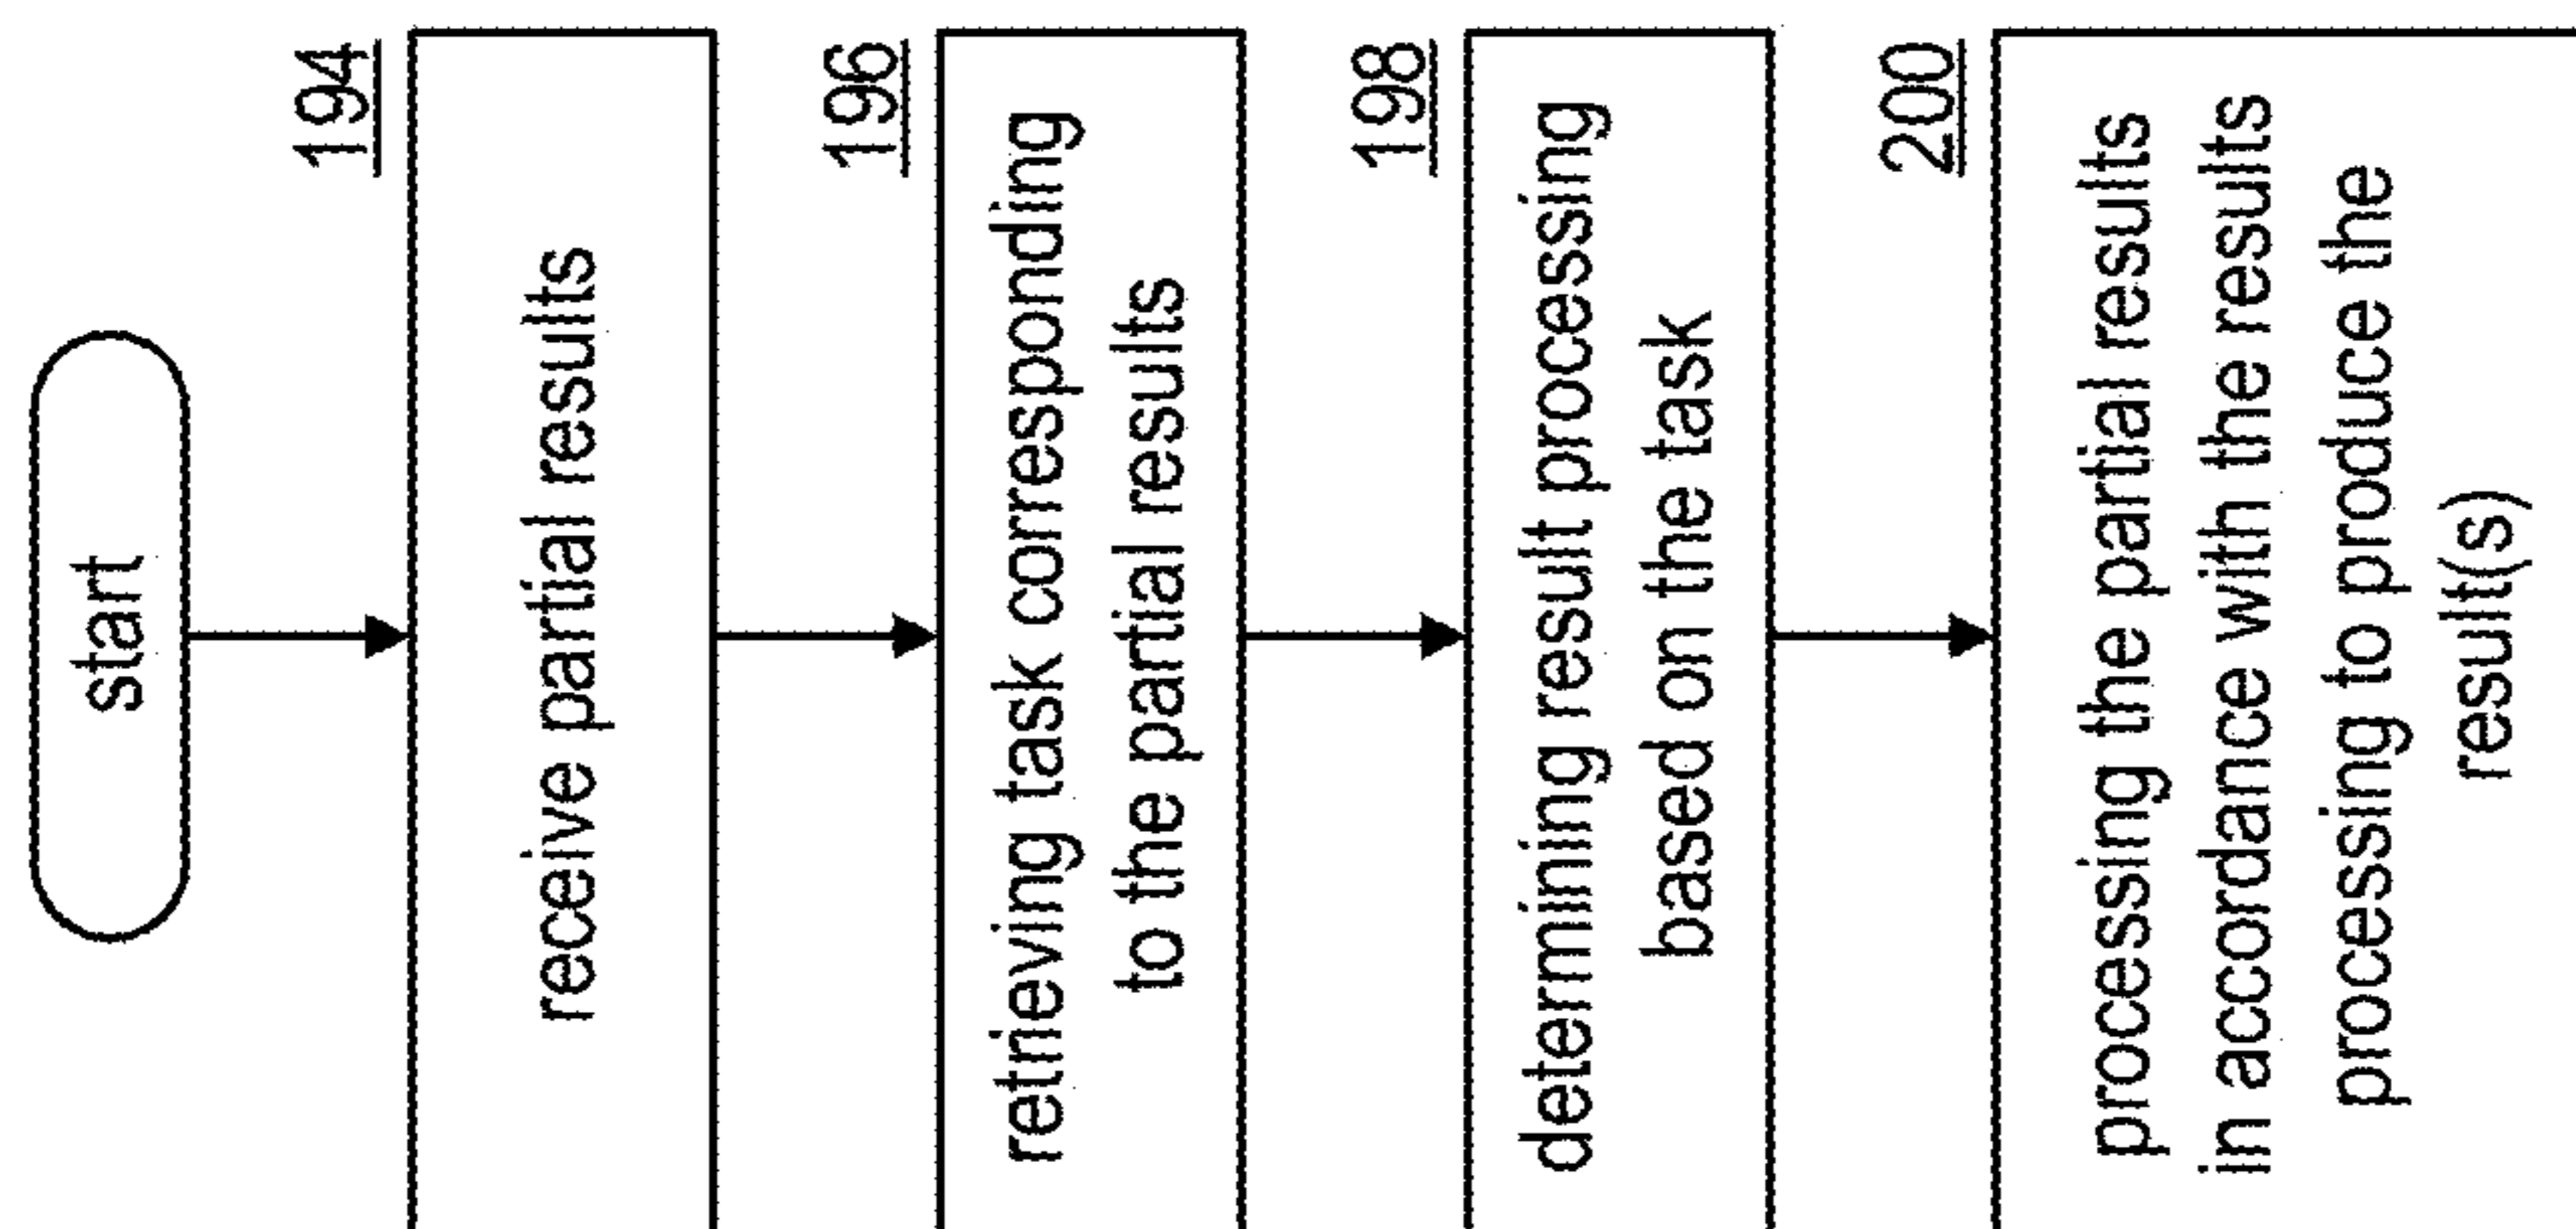 start
194
receive partial results
196
retrieving task corresponding
to the partial results
198
determining result processing
based on the task
200
processing the partial results
in accordance with the results
processing to produce the
result(s)